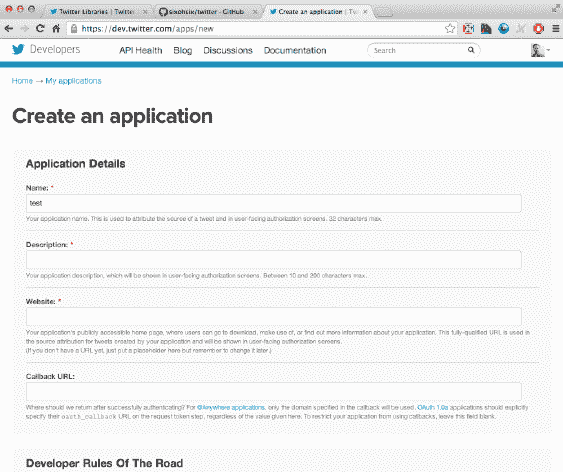 Twitter Libraries | Twitter
sixohsix/twitter · GitHub
Create an application | Twi
https://dev.twitter.com/apps/new
Developers
API Health
Blog
Discussions
Documentation
Search
Home → My applications
Create an application
Application Details
Name: *
test
Your application name. This is used to attribute the source of a tweet and in user-facing authorization screens. 32 characters max.
Description: *
Your application description, which will be shown in user-facing authorization screens. Between 10 and 200 characters max.
Website: *
Your application's publicly accessible home page, where users can go to download, make use of, or find out more information about your application. This fully-qualified URL is used in
the source attribution for tweets created by your application and will be shown in user-facing authorization screens.
(If you don't have a URL yet, just put a placeholder here but remember to change it later.)
Callback URL:
Where should we return after successfully authenticating? For @Anywhere applications, only the domain specified in the callback will be used. OAuth 1.0a applications should explicitly
specify their oauth_callback URL on the request token step, regardless of the value given here. To restrict your application from using callbacks, leave this field blank.
Developer Rules Of The Road